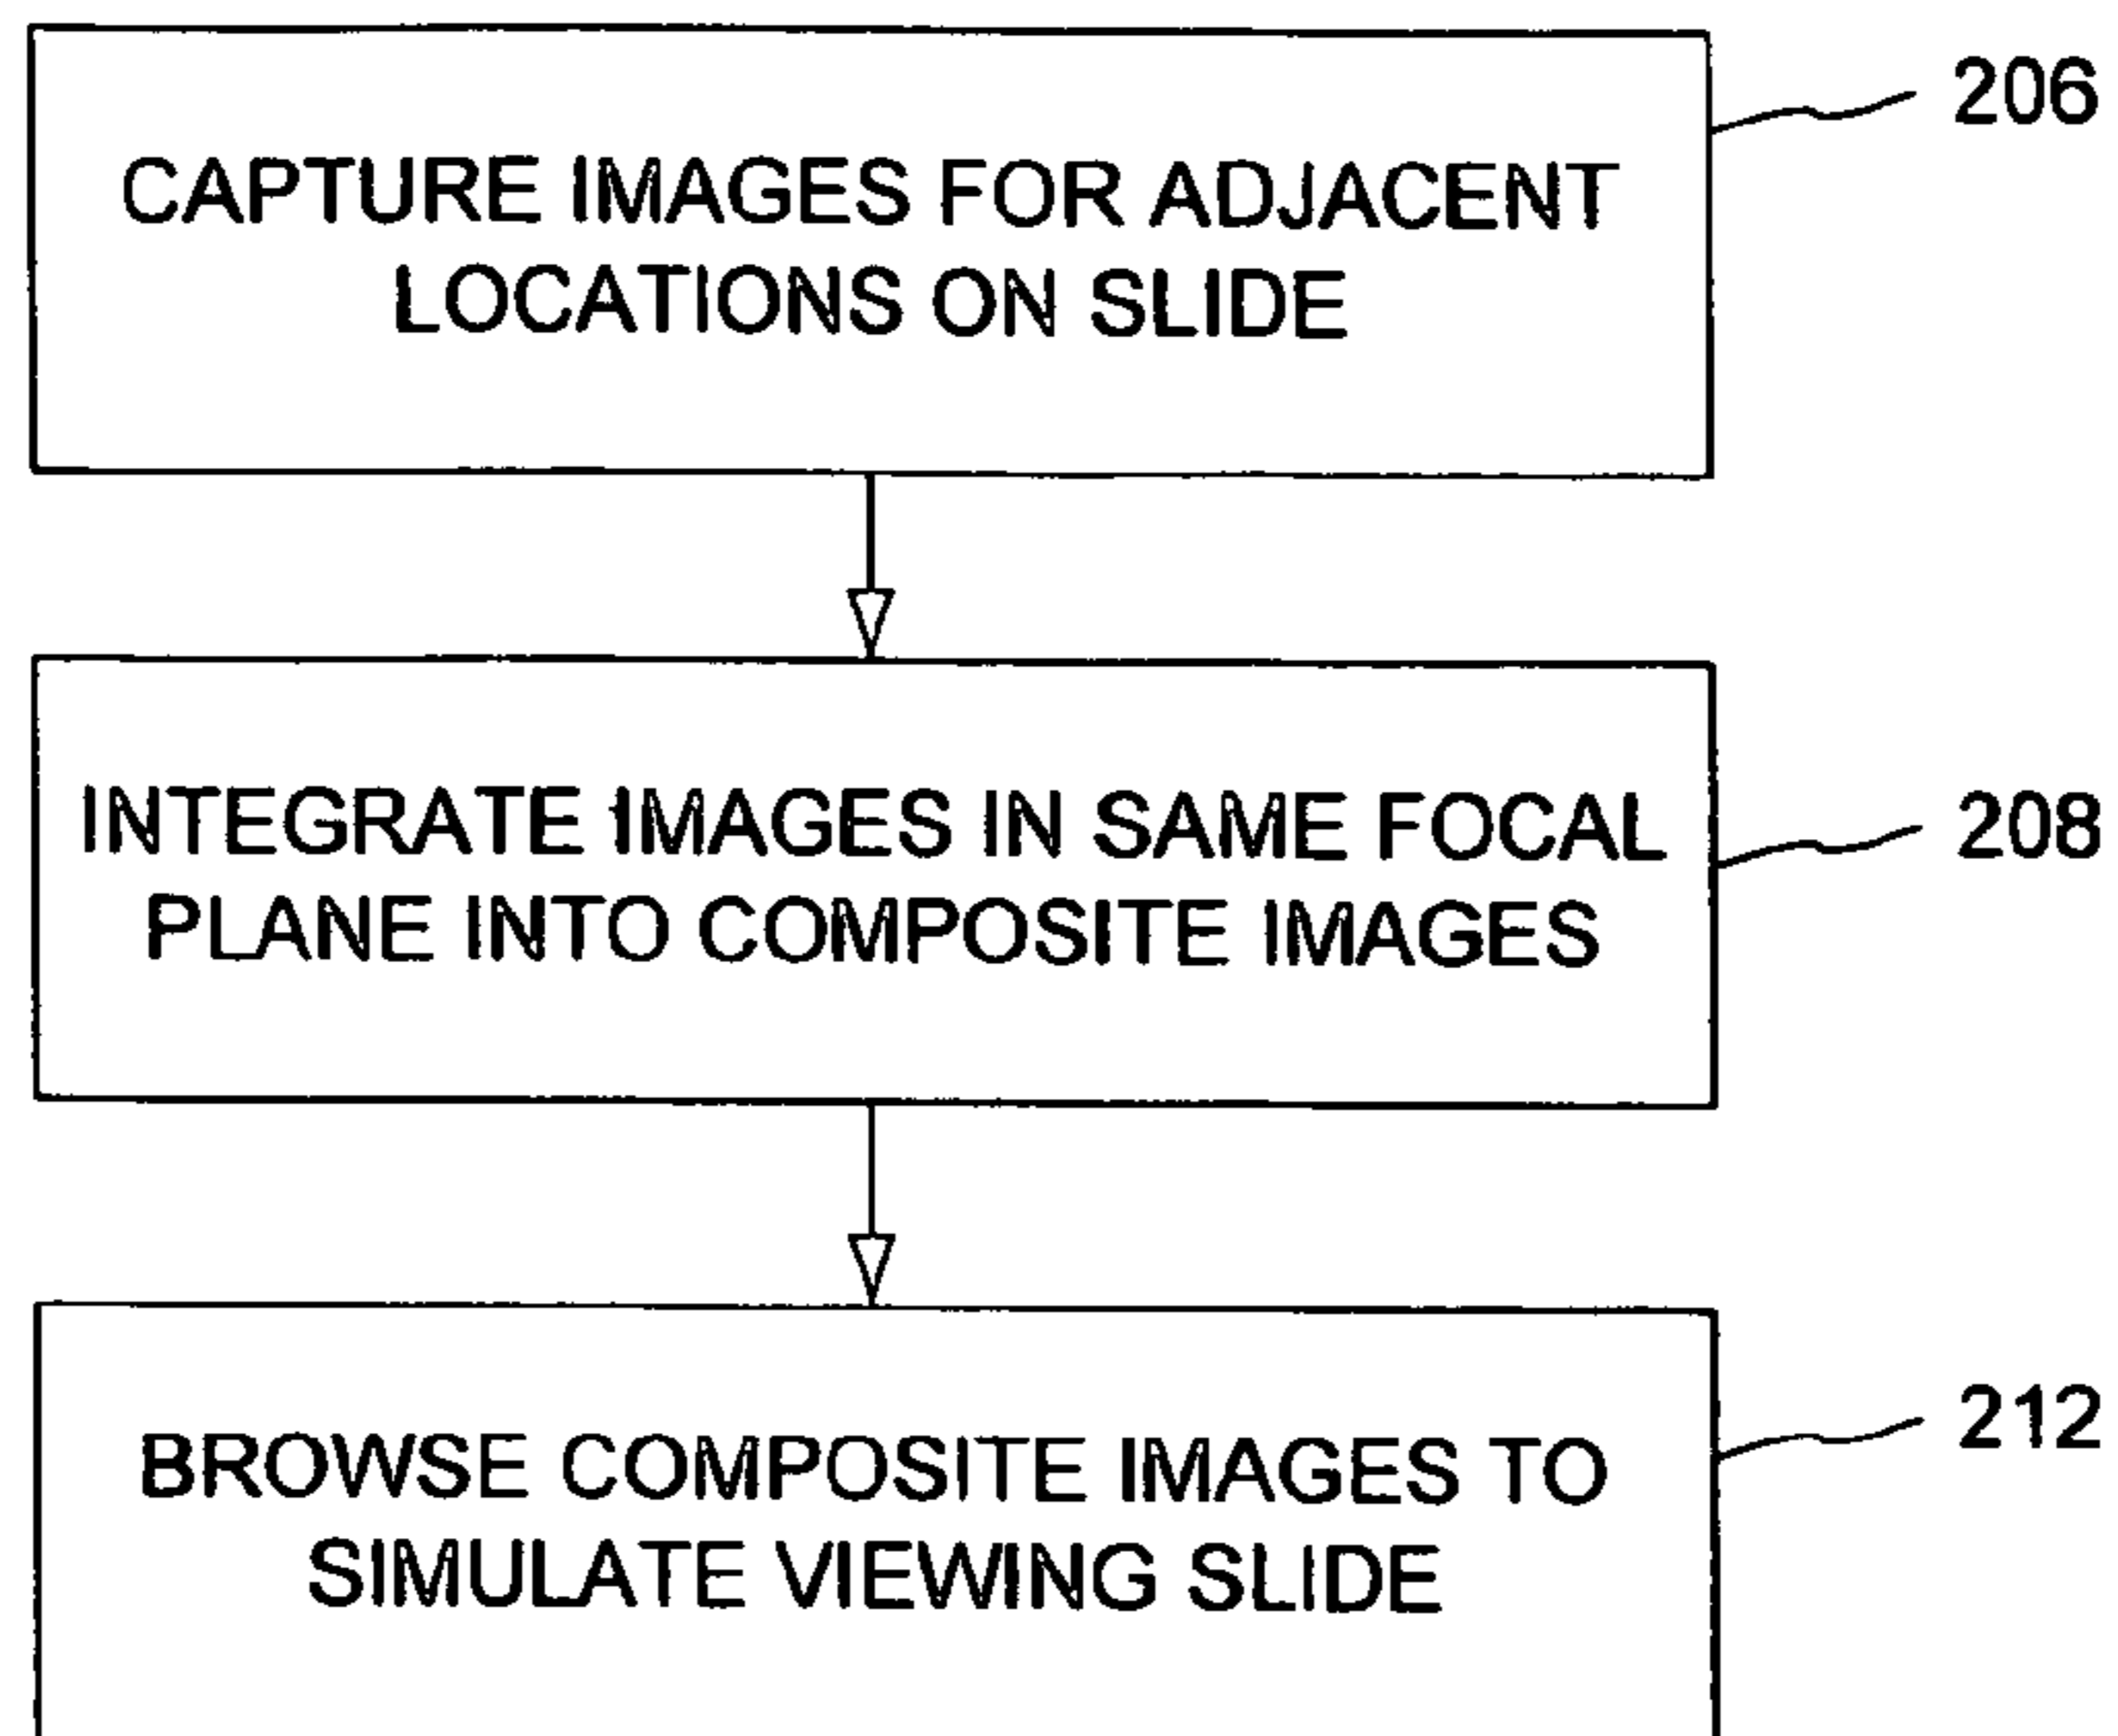 206
CAPTURE IMAGES FOR ADJACENT
LOCATIONS ON SLIDE
INTEGRATE IMAGES IN SAME FOCAL
PLANE INTO COMPOSITE IMAGES
208
BROWSE COMPOSITE IMAGES TO
SIMULATE VIEWING SLIDE
212